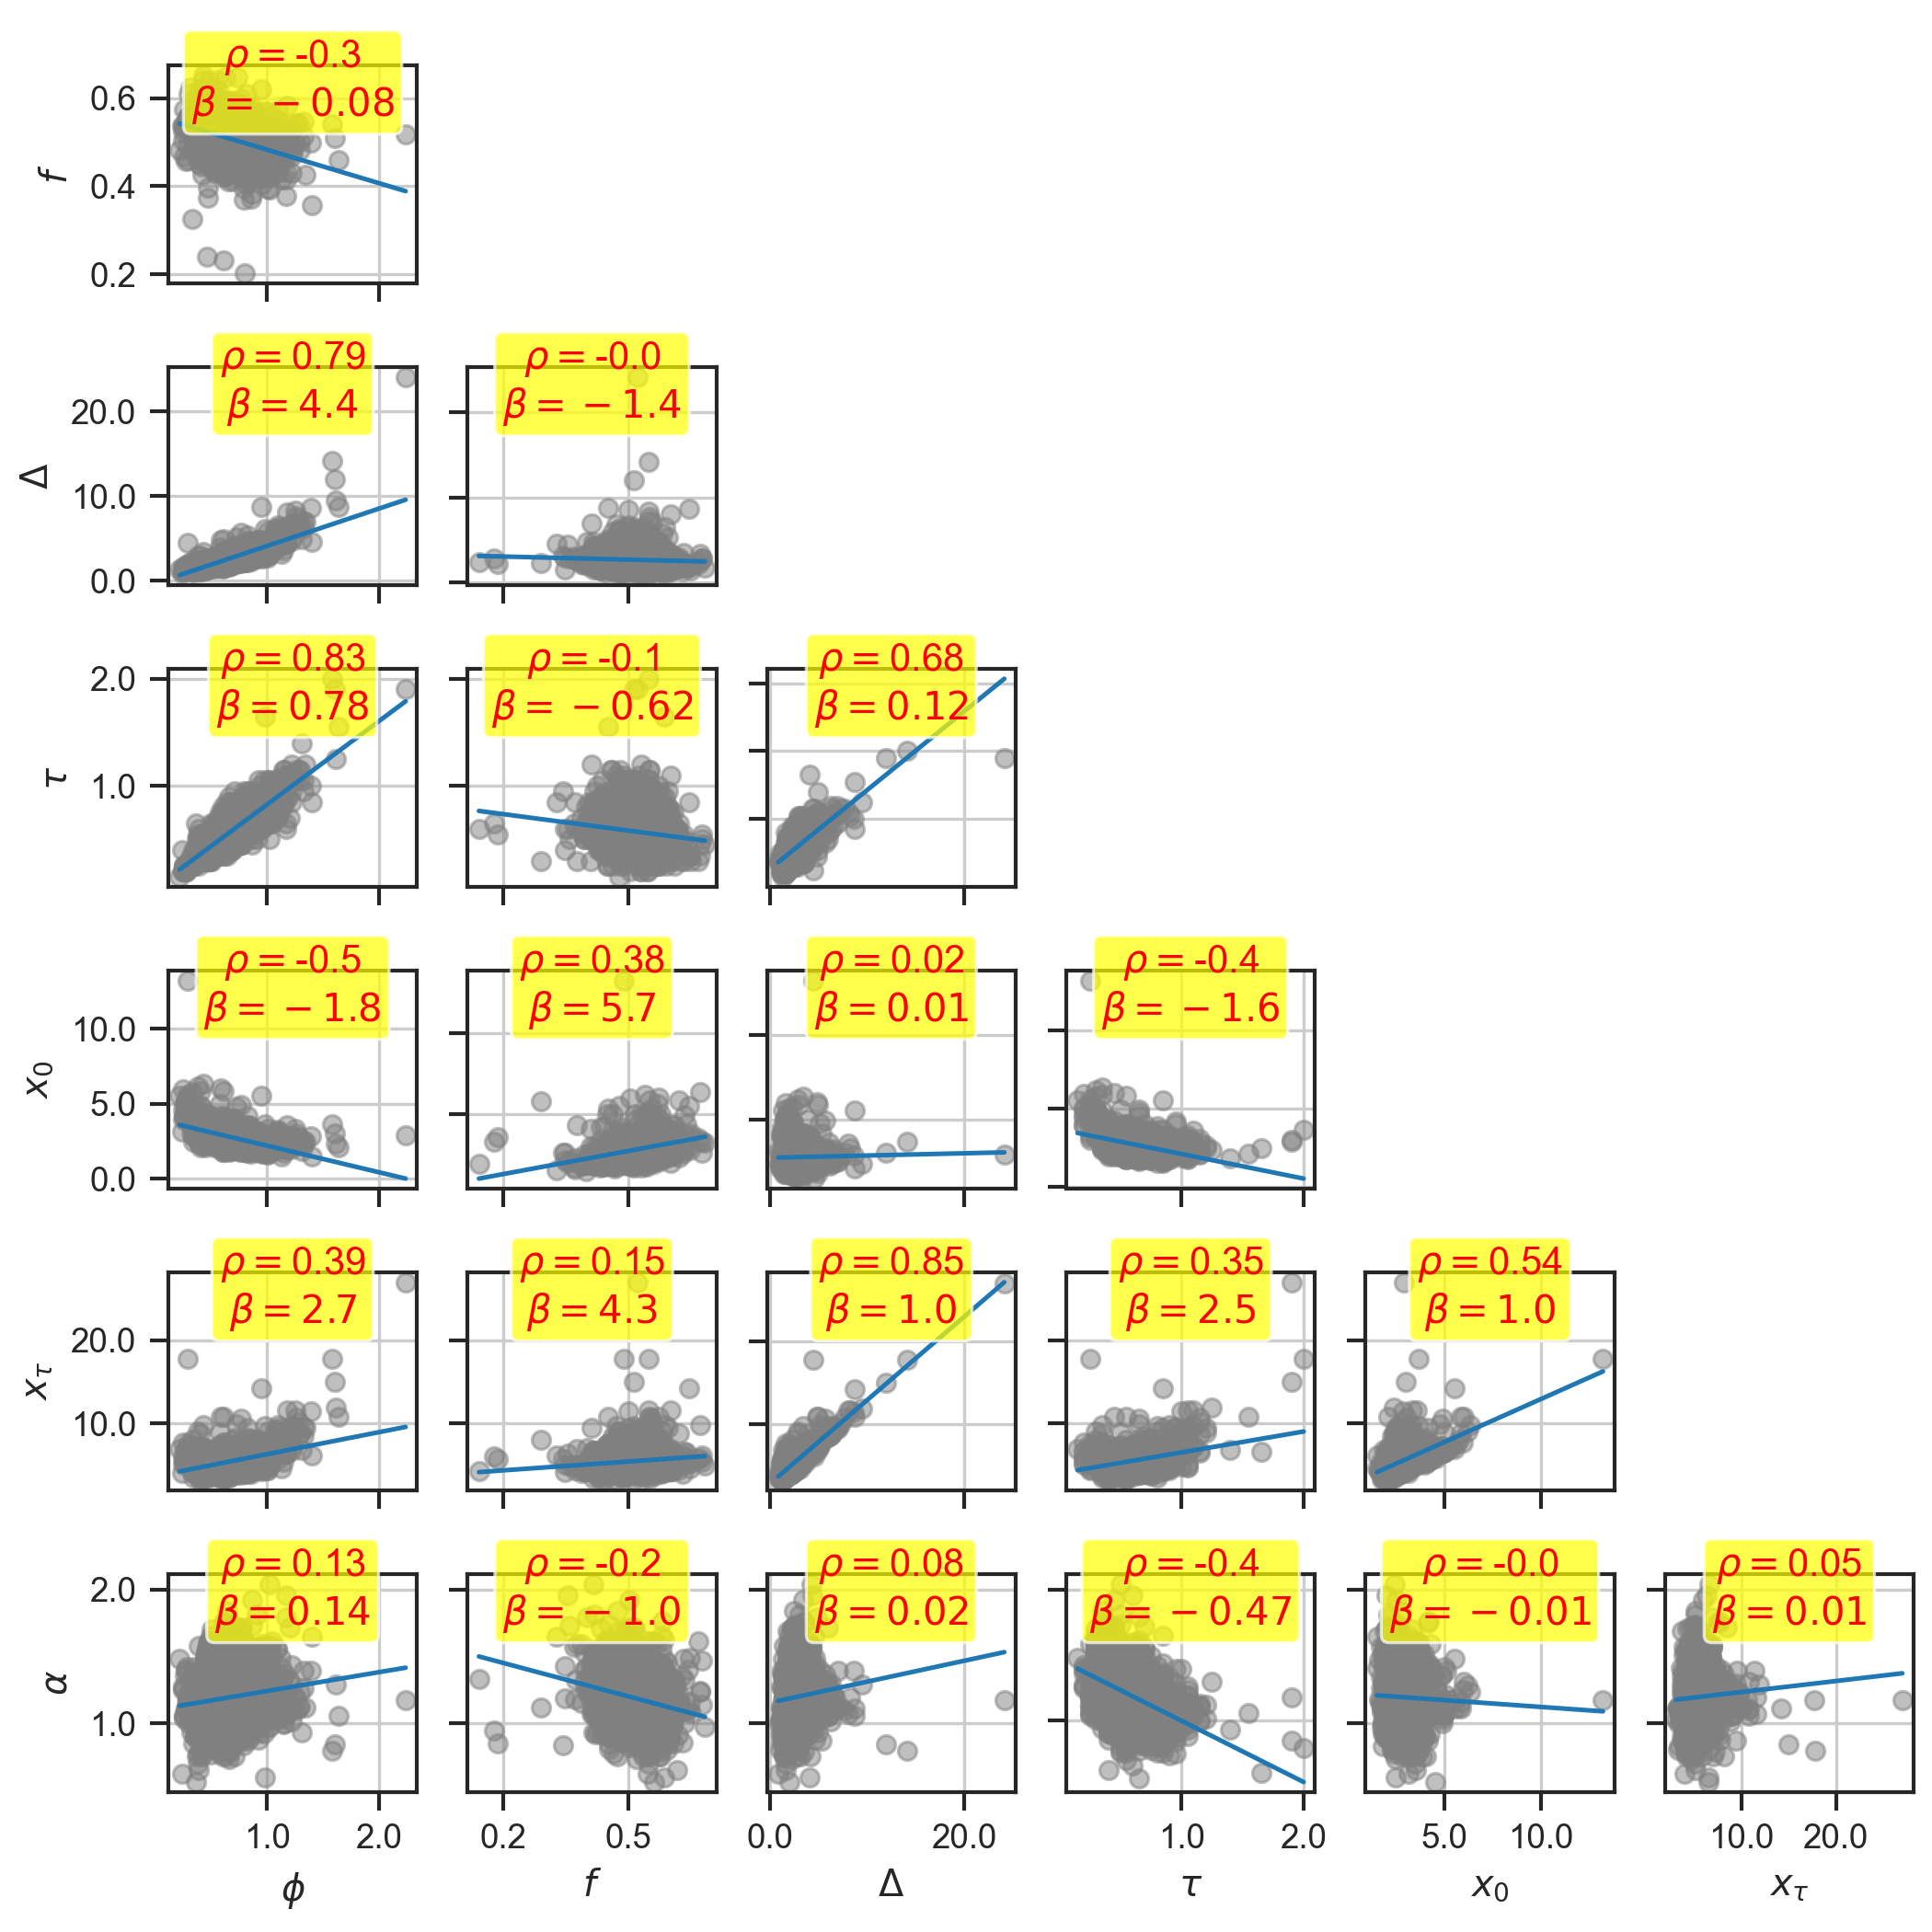 ρ = -0.3
β = − 0.08
0.6
0.4
0.2
f
ρ = 0.79
β = 4.4
ρ = -0.0
β = − 1.4
20.0
10.0
0.0
Δ
ρ = 0.83
β = 0.78
ρ = -0.1
β = − 0.62
ρ = 0.68
β = 0.12
2.0
1.0
τ
ρ = -0.5
β = − 1.8
ρ = 0.38
β = 5.7
ρ = 0.02
β = 0.01
ρ = -0.4
β = − 1.6
10.0
5.0
0.0
x₀
ρ = 0.39
β = 2.7
ρ = 0.15
β = 4.3
ρ = 0.85
β = 1.0
ρ = 0.35
β = 2.5
ρ = 0.54
β = 1.0
20.0
10.0
x_τ
ρ = 0.13
β = 0.14
ρ = -0.2
β = − 1.0
ρ = 0.08
β = 0.02
ρ = -0.4
β = − 0.47
ρ = -0.0
β = − 0.01
ρ = 0.05
β = 0.01
2.0
1.0
α
1.0 2.0 0.2 0.5 0.0 20.0 1.0 2.0 5.0 10.0 10.0 20.0
ϕ f Δ τ x₀ x_τ